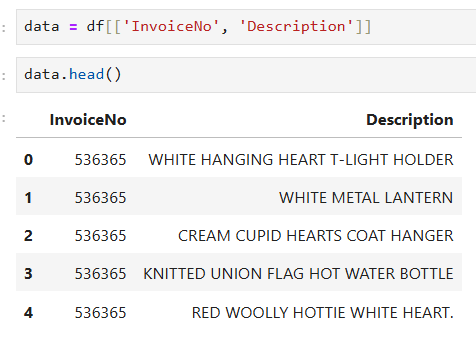 data = df[['InvoiceNo', 'Description']]
data.head()
InvoiceNo Description
0 536365 WHITE HANGING HEART T-LIGHT HOLDER
1 536365 WHITE METAL LANTERN
2 536365 CREAM CUPID HEARTS COAT HANGER
3 536365 KNITTED UNION FLAG HOT WATER BOTTLE
4 536365 RED WOOLLY HOTTIE WHITE HEART.